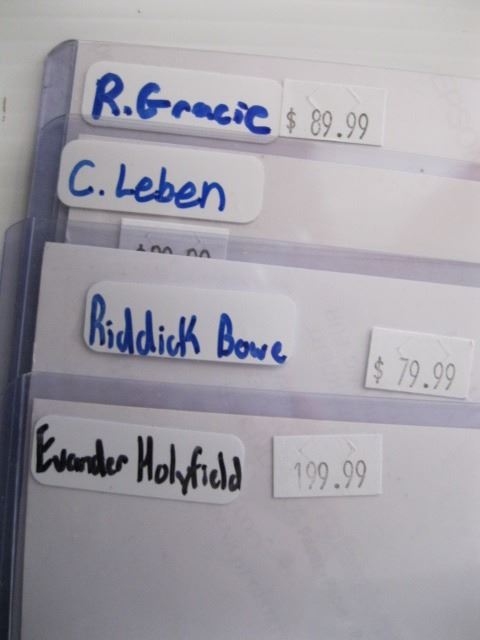 R. Gracie
$ 89.99
C. Leben
Riddick Bowe
$ 79.99
Evander Holyfield
199.99